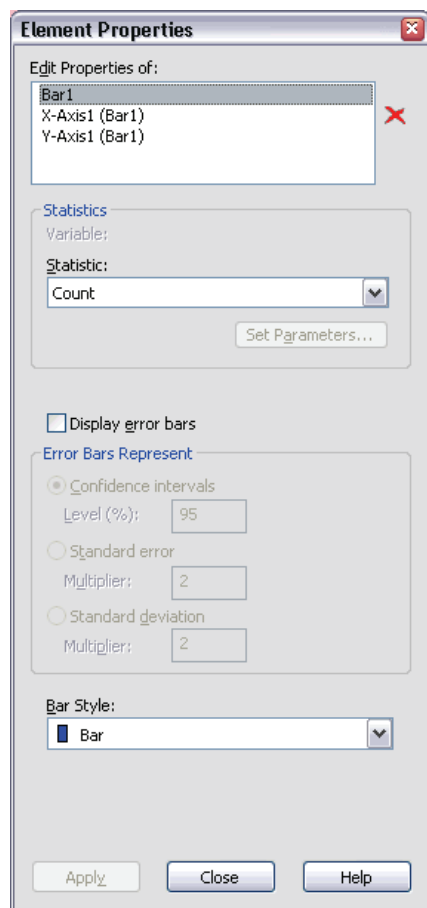 Element Properties
Edit Properties of:
Bar1
X-Axis1 (Bar1)
Y-Axis1 (Bar1)
Statistics
Variable:
Statistic:
Count
Set Parameters...
Display error bars
Error Bars Represent
Confidence intervals
Level (%): 95
Standard error
Multiplier: 2
Standard deviation
Multiplier: 2
Bar Style:
Bar
Apply Close Help